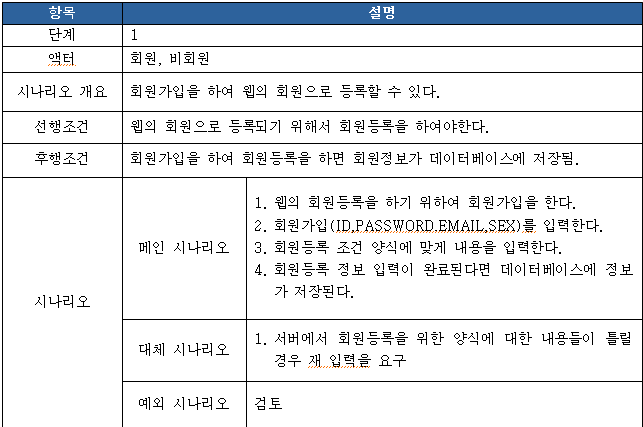 항목 설명
단계 1
액터 회원, 비회원
시나리오 개요 회원가입을 하여 웹의 회원으로 등록할 수 있다.
선행조건 웹의 회원으로 등록되기 위해서 회원등록을 하여야한다.
후행조건 회원가입을 하여 회원등록을 하면 회원정보가 데이터베이스에 저장됨.
시나리오
페인 시나리오
1. 웹의 회원등록을 하기 위하여 회원가입을 한다.
2. 회원가입(ID,PASSWORD,EMAIL,SEX)를 입력한다.
3. 회원등록 조건 양식에 맞게 내용을 입력한다.
4. 회원등록 정보 입력이 완료된다면 데이터베이스에 정보
가 저장된다.
대체 시나리오
1. 서버에서 회원등록을 위한 양식에 대한 내용들이 틀릴
경우 재 입력을 요구
예외 시나리오 검토